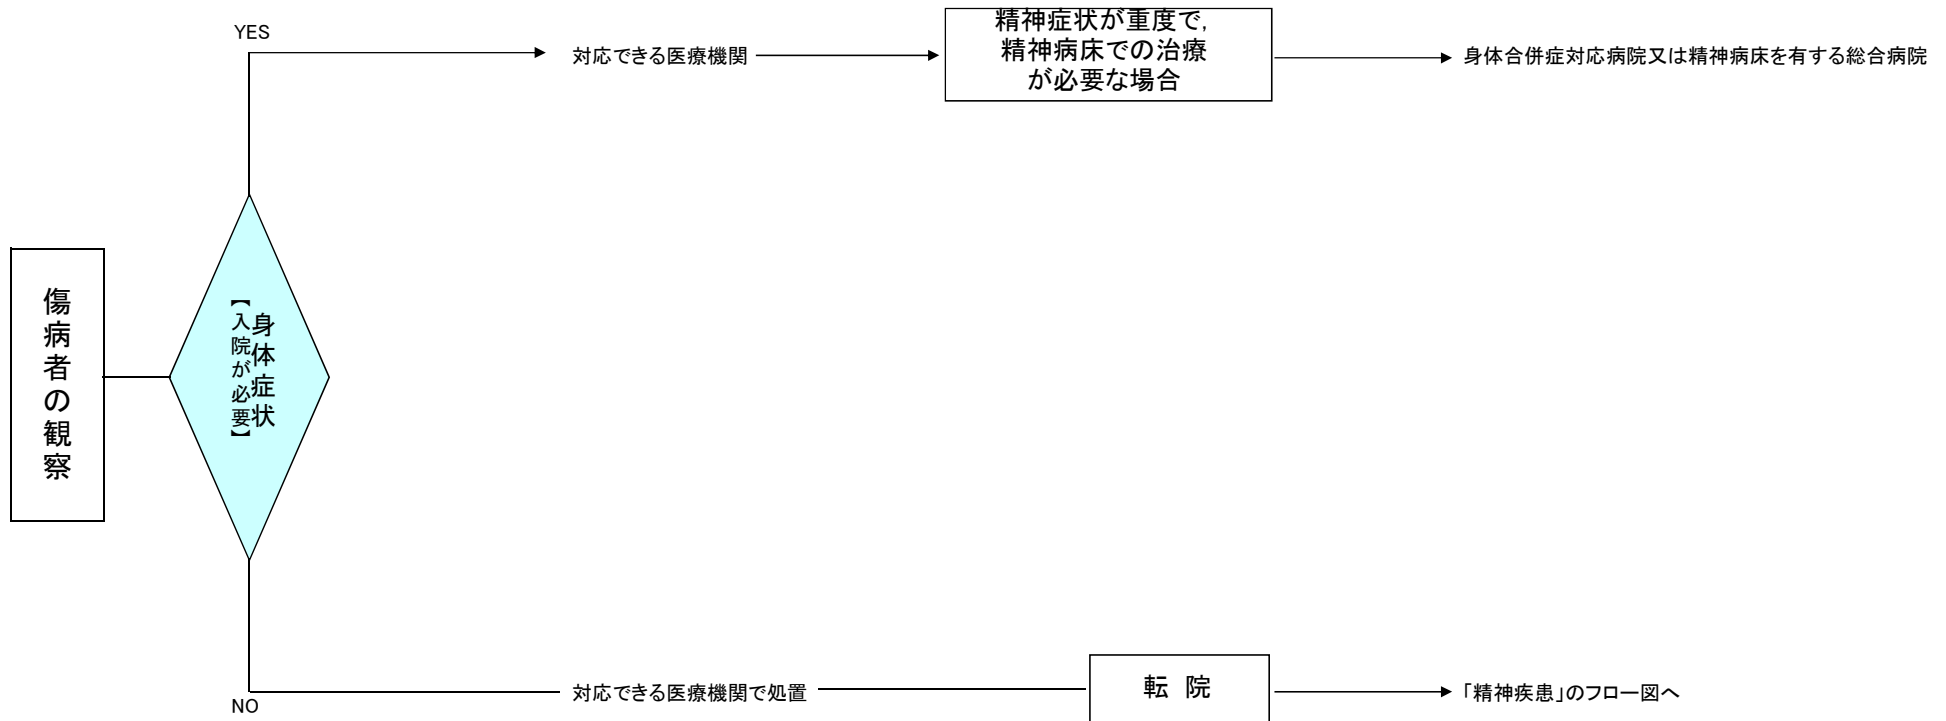 YES
対応できる医療機関
精神症状が重度で,
精神病床での治療
が必要な場合
身体合併症対応病院又は精神病床を有する総合病院
傷病者の観察
身体症状
【入院が必要】
NO
対応できる医療機関で処置
転 院
「精神疾患」のフロー図へ